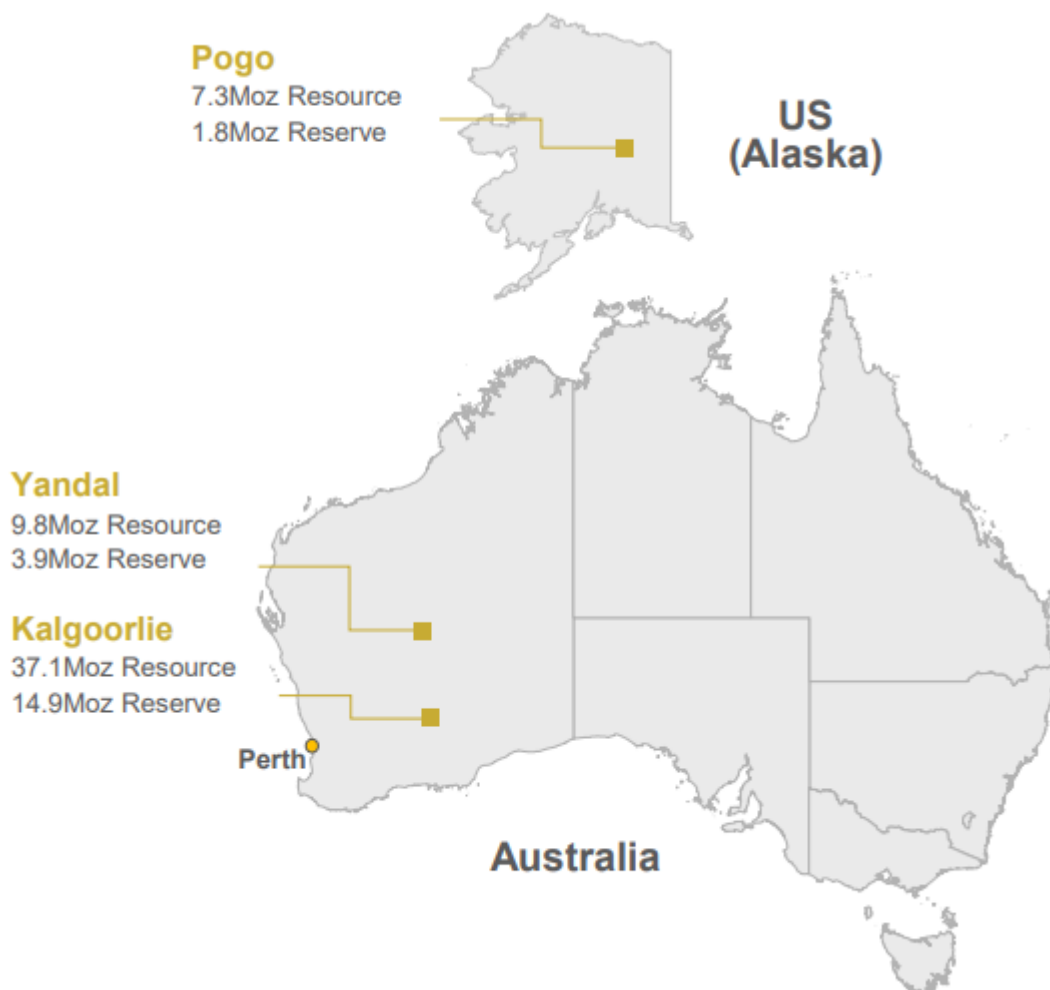 Pogo
7.3Moz Resource
1.8Moz Reserve
US
(Alaska)
Yandal
9.8Moz Resource
3.9Moz Reserve
Kalgoorlie
37.1Moz Resource
14.9Moz Reserve
Perth
Australia